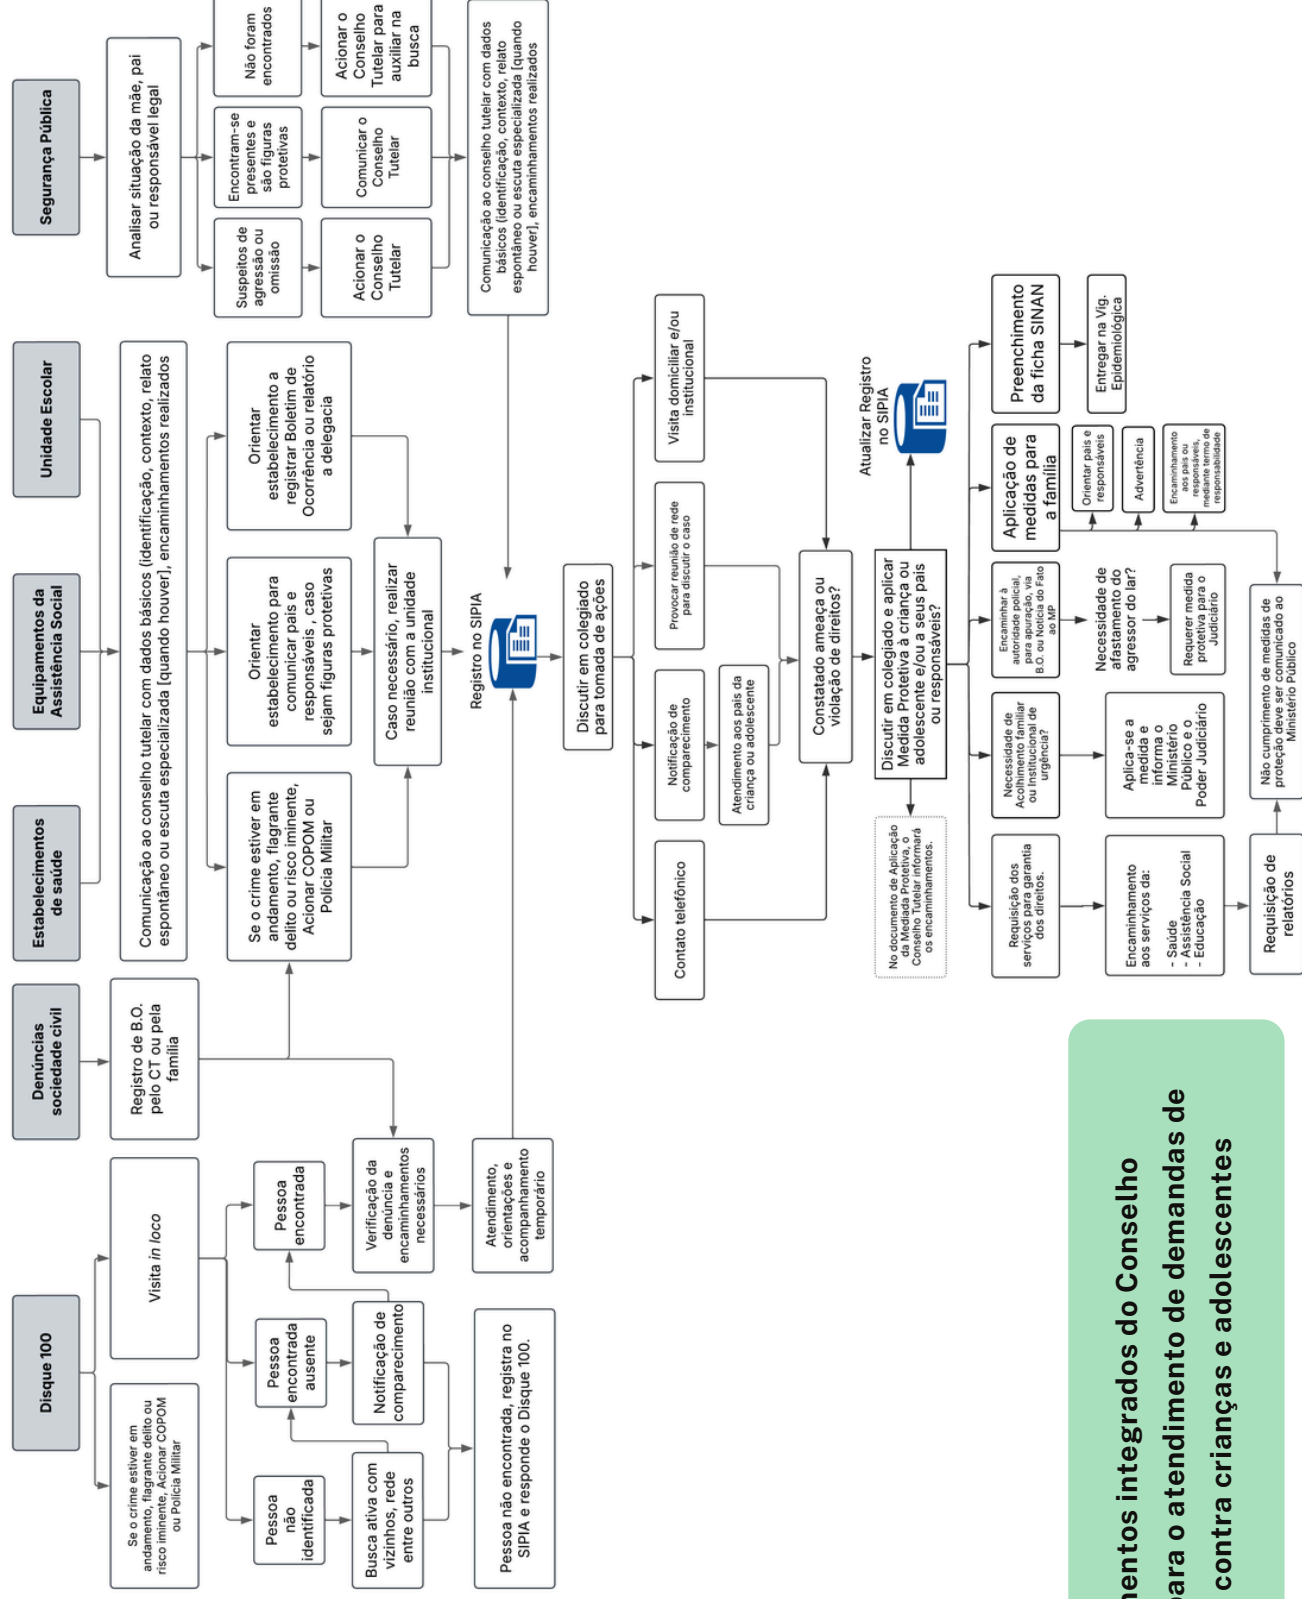 Disque 100
Se o crime estiver em
andamento, flagrante delito ou
risco iminente, Acionar COPOM
ou Polícia Militar
Visita in loco
Pessoa
não
identificada
Pessoa
encontrada
ausente
Pessoa
encontrada
Busca ativa com
vizinhos, rede
entre outros
Notificação de
comparecimento
Verificação da
denúncia e
encaminhamentos
necessários
Pessoa não encontrada, registra no
SIPIA e responde o Disque 100.
Atendimento,
orientações e
acompanhamento
temporário
Denúncias
sociedade civil
Registro de B.O.
pelo CT ou pela
família
Estabelecimentos
de saúde
Equipamentos da
Assistência Social
Unidade Escolar
Comunicação ao conselho tutelar com dados básicos (identificação, contexto, relato
espontâneo ou escuta especializada [quando houver], encaminhamentos realizados
Se o crime estiver em
andamento, flagrante
delito ou risco iminente,
Acionar COPOM ou
Polícia Militar
Orientar
estabelecimento para
comunicar pais e
responsáveis , caso
sejam figuras protetivas
Orientar
estabelecimento a
registrar Boletim de
Ocorrência ou relatório
a delegacia
Caso necessário, realizar
reunião com a unidade
institucional
Segurança Pública
Analisar situação da mãe, pai
ou responsável legal
Suspeitos de
agressão ou
omissão
Encontram-se
presentes e
são figuras
protetivas
Não foram
encontrados
Acionar o
Conselho
Tutelar
Comunicar o
Conselho
Tutelar
Acionar o
Conselho
Tutelar para
auxiliar na
busca
Comunicação ao conselho tutelar com dados
básicos (identificação, contexto, relato
espontâneo ou escuta especializada [quando
houver], encaminhamentos realizados
Registro no SIPIA
Discutir em colegiado
para tomada de ações
Contato telefônico
Notificação de
comparecimento
Provocar reunião de rede
para discutir o caso
Visita domiciliar e/ou
institucional
Atendimento aos pais da
criança ou adolescente
Constatado ameaça ou
violação de direitos?
No documento de Aplicação
da Mediada Protetiva, o
Conselho Tutelar informará
os encaminhamentos.
Discutir em colegiado e aplicar
Medida Protetiva à criança ou
adolescente e/ou a seus pais
ou responsáveis?
Atualizar Registro
no SIPIA
Requisição dos
serviços para garantia
dos direitos.
Necessidade de
Acolhimento familiar
ou Institucional de
urgência?
Encaminhar à
autoridade policial,
para apuração, via
B.O. ou Notícia do Fato
ao MP
Aplicação de
medidas para
a família
Preenchimento
da ficha SINAN
Encaminhamento
aos serviços da:
- Saúde
- Assistência Social
- Educação
Aplica-se a
medida e
informa o
Ministério
Público e o
Poder Judiciário
Necessidade de
afastamento do
agressor do lar?
Requerer medida
protetiva para o
Judiciário
Orientar pais e
responsáveis
Advertência
Encaminhamento
aos pais ou
responsáveis,
mediante termo de
responsabilidade
Entregar na Vig.
Epidemiológica
Requisição de
relatórios
Não cumprimento de medidas de
proteção deve ser comunicado ao
Ministério Público
mentos integrados do Conselho
para o atendimento de demandas de
contra crianças e adolescentes